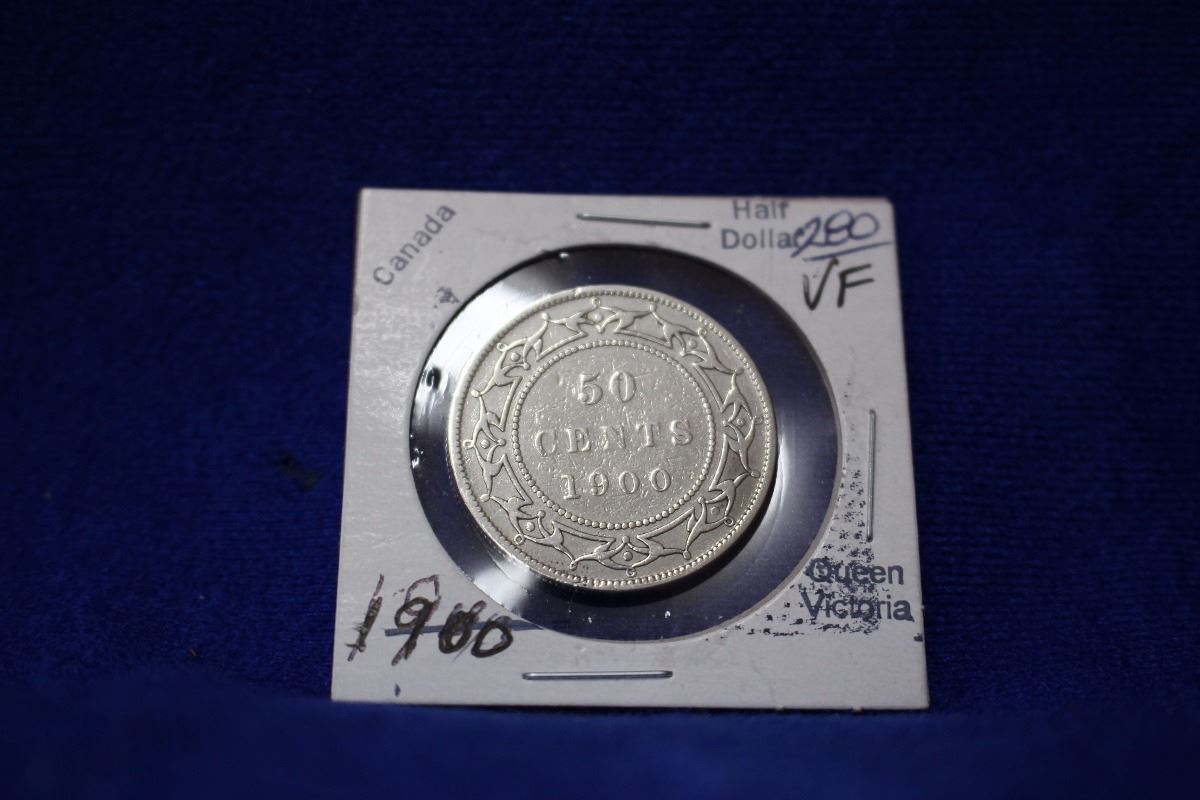 Canada
Half
Dollar
280
VF
50
CENTS
1900
Queen
Victoria
1900